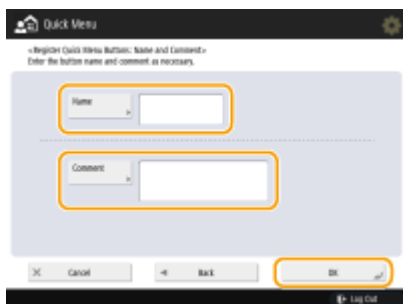 Quick Menu
<Register Quick Menu Buttons: Name and Comment>
Enter the button name and comment as necessary.
Name
Comment
Cancel
Back
OK
Log Out